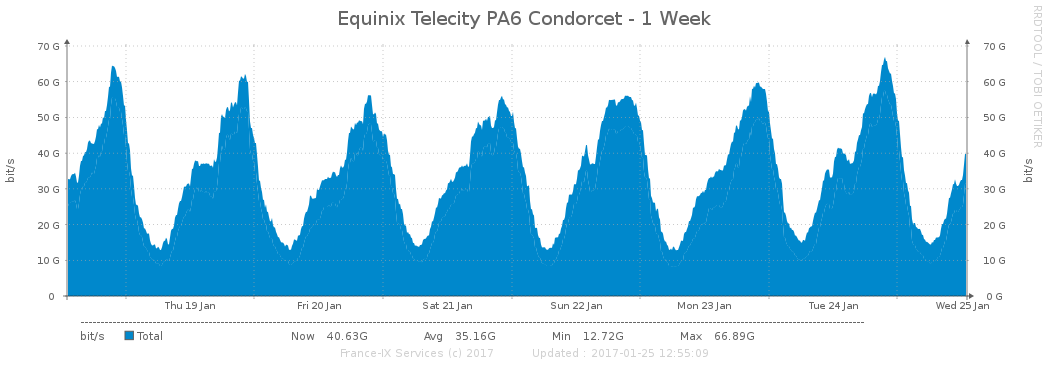 Equinix Telecity PA6 Condorcet - 1 Week
RRDTOOL / TOBI OETIKER
bit/s
70 G
60 G
50 G
40 G
30 G
20 G
10 G
0
70 G
60 G
50 G
40 G
30 G
20 G
10 G
0 G
bit/s
Thu 19 Jan Fri 20 Jan Sat 21 Jan Sun 22 Jan Mon 23 Jan Tue 24 Jan Wed 25 Jan
bit/s Total Now 40.63G Avg 35.16G Min 12.72G Max 66.89G
France-IX Services (c) 2017 Updated : 2017-01-25 12:55:09